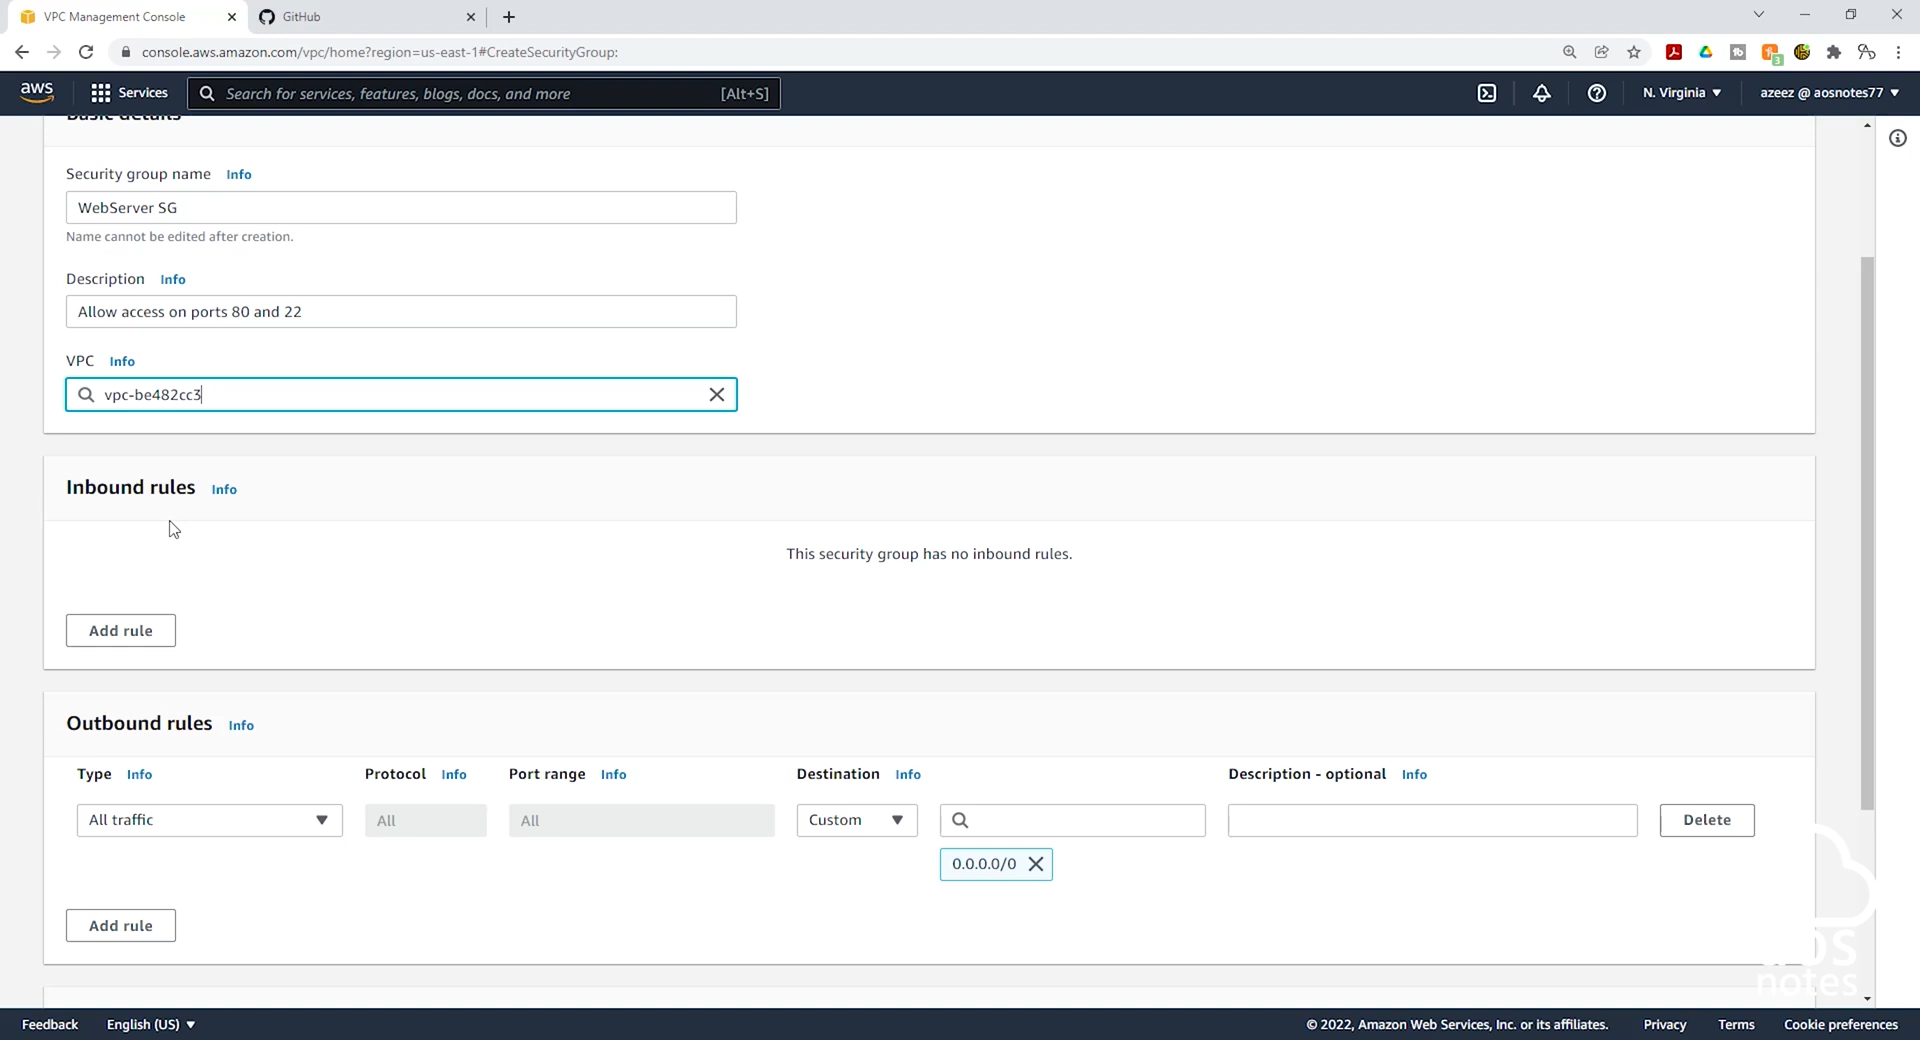 VPC Management Console
GitHub
console.aws.amazon.com/vpc/home?region=us-east-1#CreateSecurityGroup:
3
aws
Services
Search for services, features, blogs, docs, and more
[Alt+S]
N. Virginia
azeez @ aosnotes77
Basic details
Security group name Info
WebServer SG
Name cannot be edited after creation.
Description Info
Allow access on ports 80 and 22
VPC Info
vpc-be482cc3
Inbound rules Info
This security group has no inbound rules.
Add rule
Outbound rules Info
Type Info Protocol Info Port range Info Destination Info Description - optional Info
All traffic All All Custom Delete
0.0.0.0/0
Add rule
aos
notes
Feedback English (US) © 2022, Amazon Web Services, Inc. or its affiliates. Privacy Terms Cookie preferences